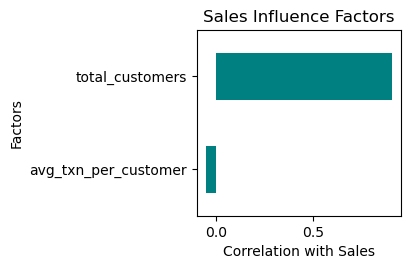 Sales Influence Factors
total_customers
avg_txn_per_customer
Factors
0.0 0.5
Correlation with Sales